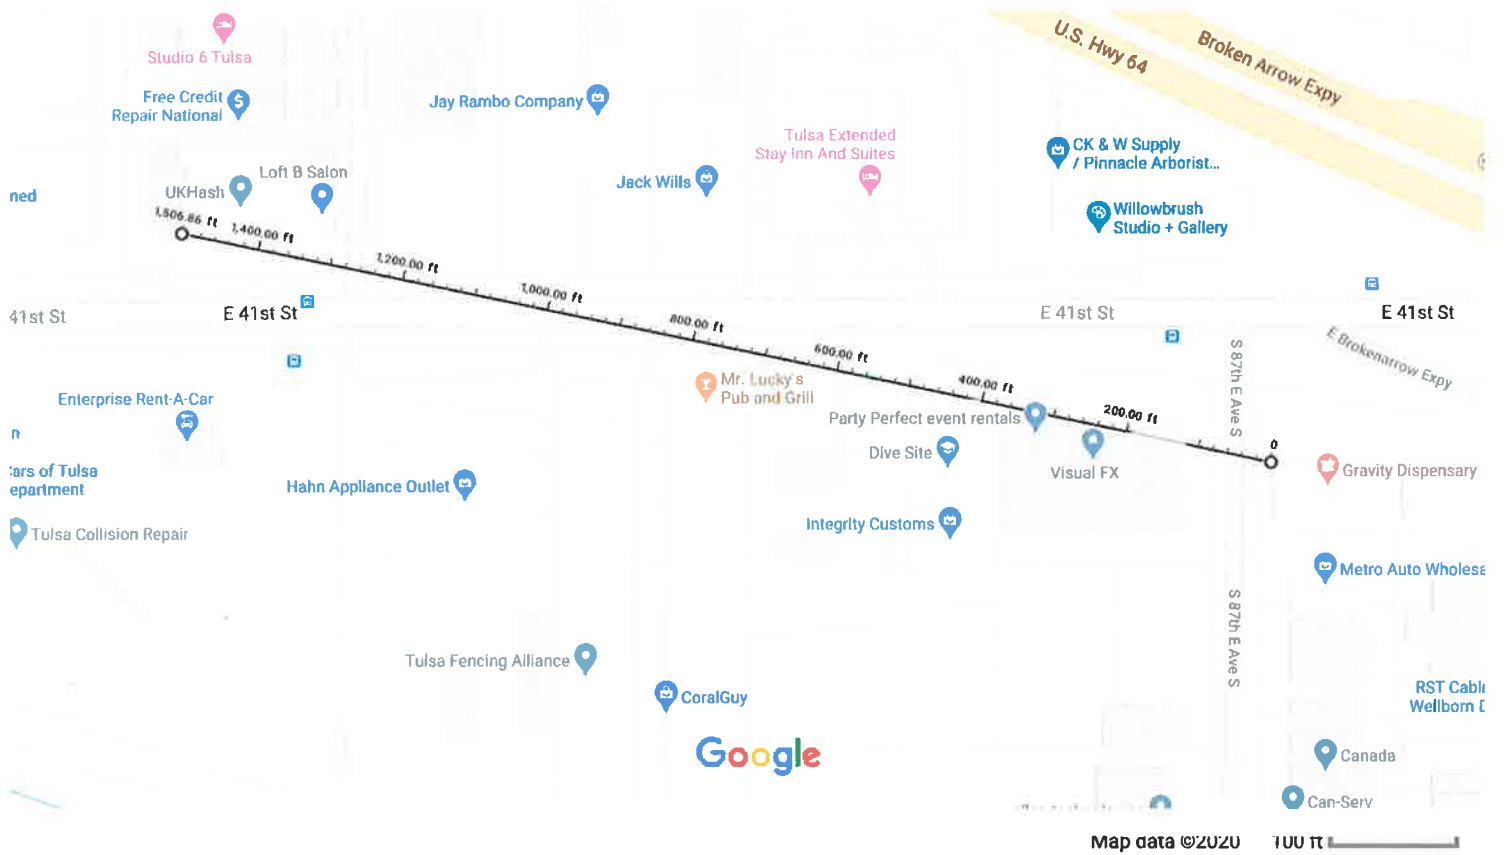 U.S. Hwy 64
Broken Arrow Expy
Studio 6 Tulsa
Free Credit
Repair National
Jay Rambo Company
Tulsa Extended
Stay Inn And Suites
CK & W Supply
/ Pinnacle Arborist...
Loft B Salon
UKHash
ned
Jack Wills
Willowbrush
Studio + Gallery
1,506.86 ft
1,400.00 ft
1,200.00 ft
1,000.00 ft
800.00 ft
600.00 ft
400.00 ft
200.00 ft
0
41st St
E 41st St
E 41st St
E 41st St
E Brokenarrow Expy
S 87th E Ave S
Mr. Lucky's
Pub and Grill
Enterprise Rent-A-Car
Party Perfect event rentals
n
Dive Site
Visual FX
Gravity Dispensary
ars of Tulsa
epartment
Hahn Appliance Outlet
Integrity Customs
Tulsa Collision Repair
Metro Auto Wholesa
S 87th E Ave S
Tulsa Fencing Alliance
CoralGuy
RST Cabin
Wellborn
Google
Canada
Can-Serv
Map data ©2020
100 ft